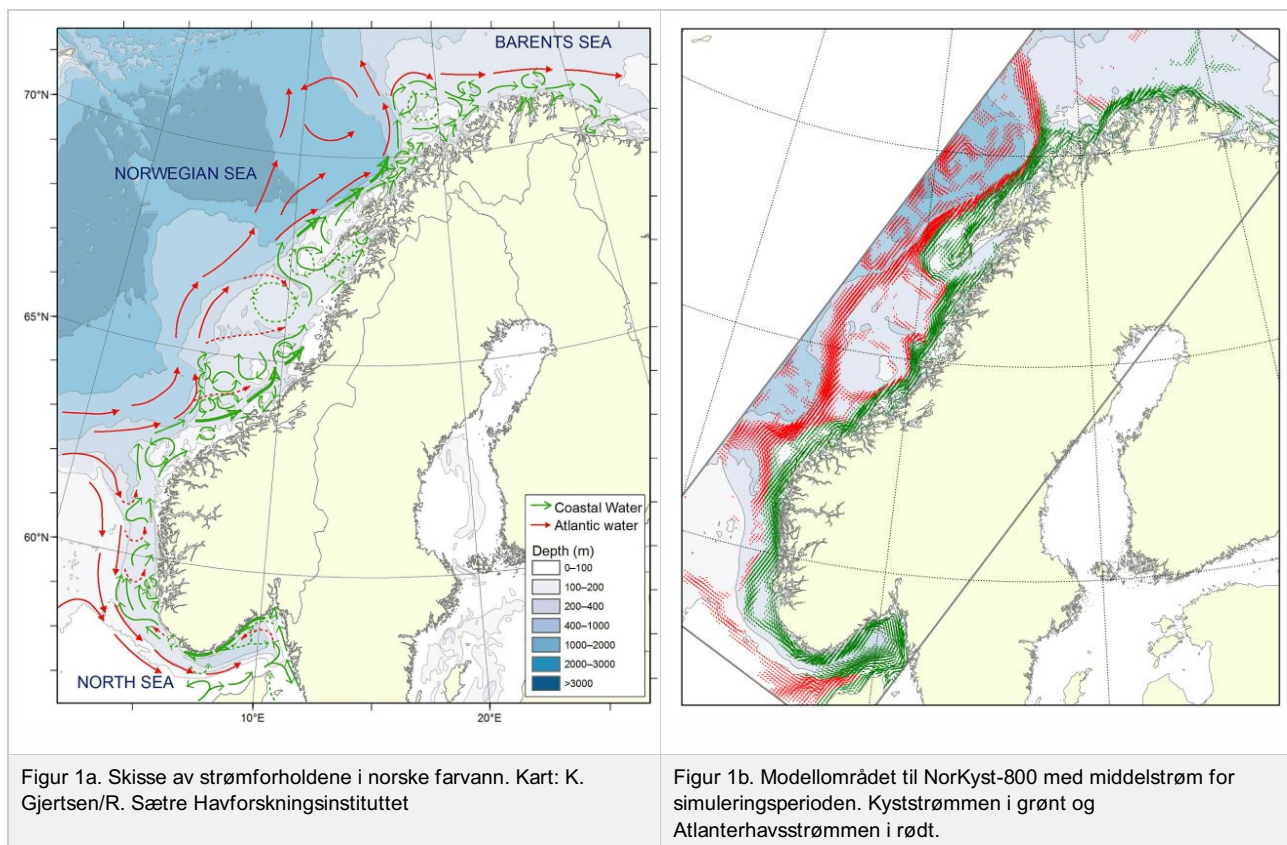 BARENTS SEA
70°N
NORWEGIAN SEA
65°N
60°N
Coastal Water
Atlantic water
Depth (m)
0–100
100–200
200–400
400–1000
1000–2000
2000–3000
>3000
NORTH SEA
10°E
20°E
Figur 1a. Skisse av strømforholdene i norske farvann. Kart: K.
Gjertsen/R. Sætre Havforskningsinstituttet
Figur 1b. Modellområdet til NorKyst-800 med middelstrøm for
simuleringsperioden. Kyststrømmen i grønt og
Atlanterhavsstrømmen i rødt.